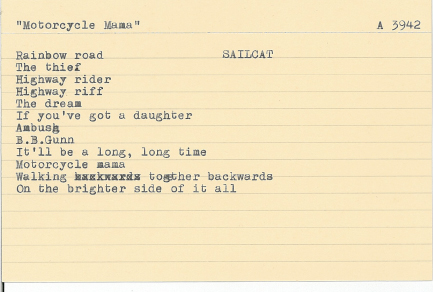 "Motorcycle Mama" A 3942
Rainbow road SAILCAT
The thief
Highway rider
Highway riff
The dream
If you've got a daughter
Ambush
B.B.Gunn
It'll be a long, long time
Motorcycle mama
Walking backwards together backwards
On the brighter side of it all